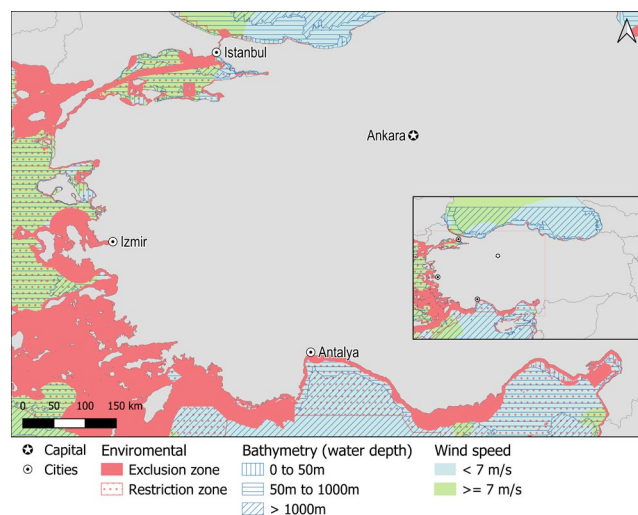 Istanbul
Ankara
Izmir
Antalya
0 50 100 150 km
Capital
Cities
Enviromental
Exclusion zone
Restriction zone
Bathymetry (water depth)
0 to 50m
50m to 1000m
> 1000m
Wind speed
< 7 m/s
>= 7 m/s